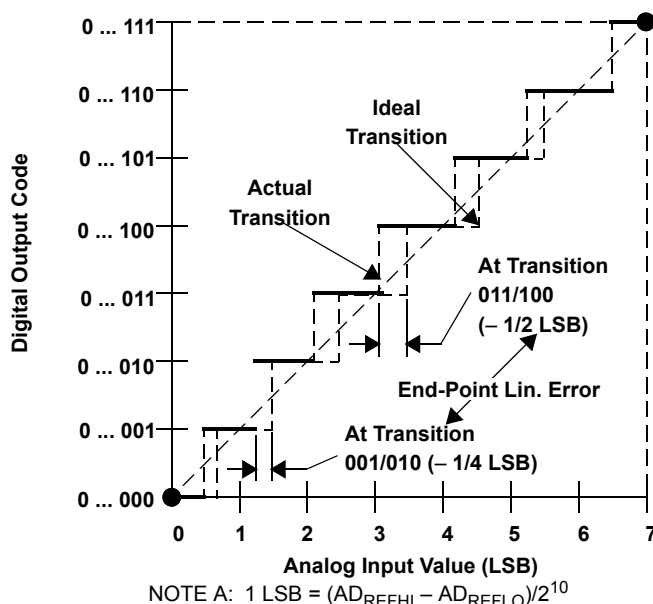 0 ... 111
0 ... 110
0 ... 101
0 ... 100
0 ... 011
0 ... 010
0 ... 001
0 ... 000
Digital Output Code
Ideal
Transition
Actual
Transition
At Transition
011/100
(– 1/2 LSB)
End-Point Lin. Error
At Transition
001/010 (– 1/4 LSB)
0 1 2 3 4 5 6 7
Analog Input Value (LSB)
NOTE A: 1 LSB = (AD_REFHI – AD_REFLO)/2^10